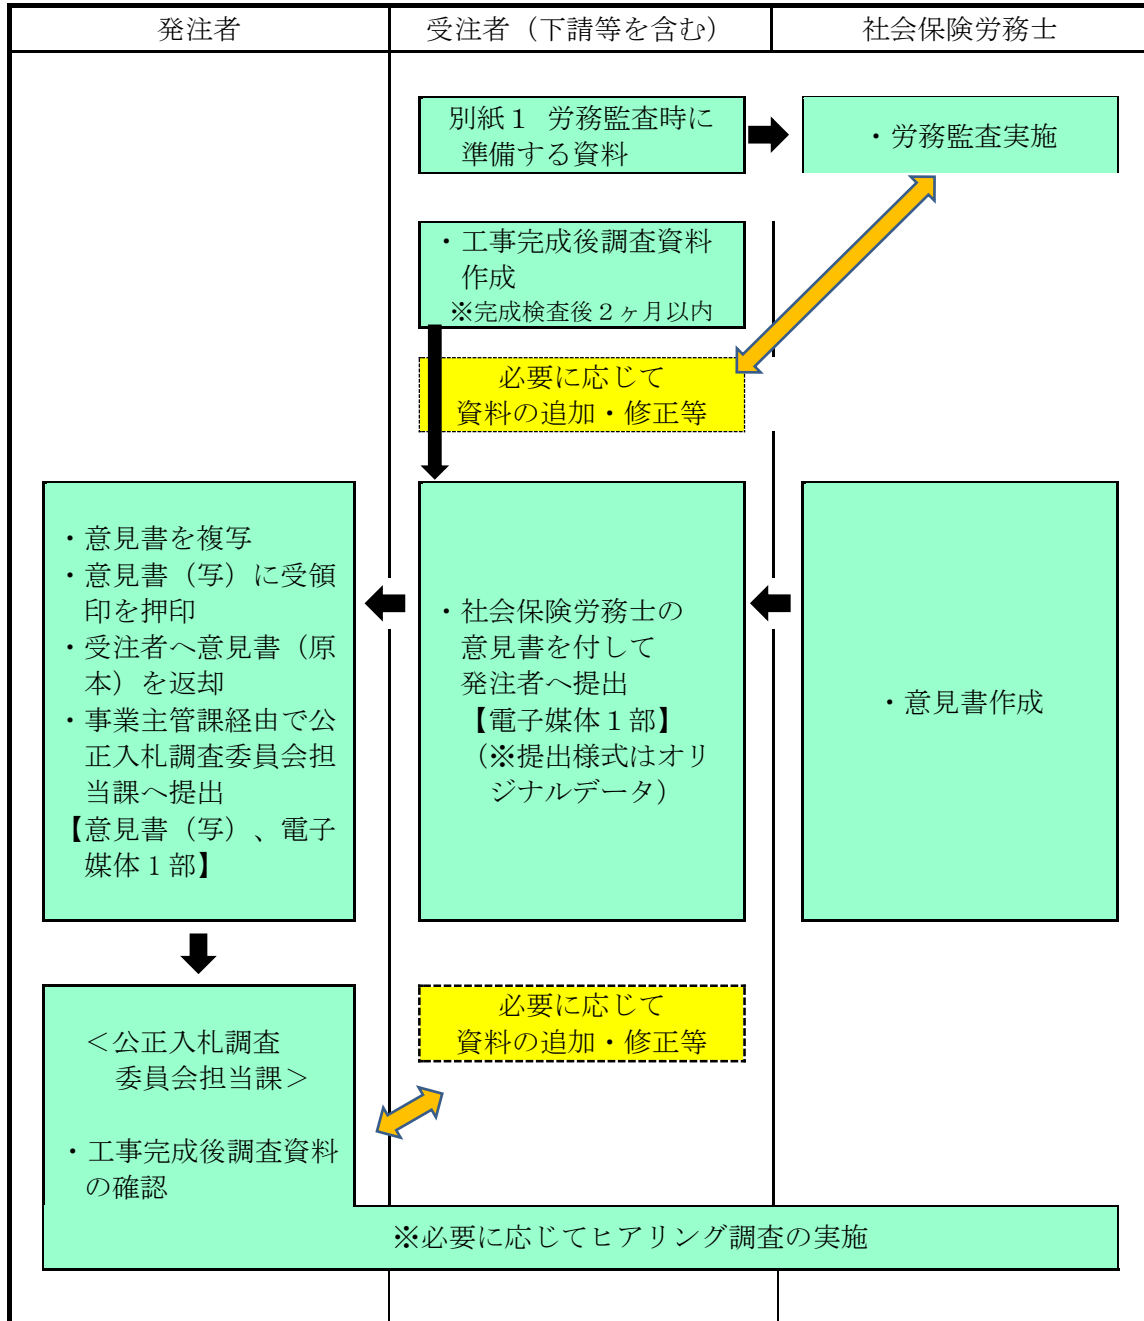 発注者
受注者（下請等を含む）
社会保険労務士
別紙１ 労務監査時に
準備する資料
・労務監査実施
・工事完成後調査資料
作成
※完成検査後２ヶ月以内
必要に応じて
資料の追加・修正等
・意見書を複写
・意見書（写）に受領
印を押印
・受注者へ意見書（原
本）を返却
・事業主管課経由で公
正入札調査委員会担
当課へ提出
【意見書（写）、電子
媒体１部】
・社会保険労務士の
意見書を付して
発注者へ提出
【電子媒体１部】
（※提出様式はオリ
ジナルデータ）
・意見書作成
＜公正入札調査
委員会担当課＞
・工事完成後調査資料
の確認
必要に応じて
資料の追加・修正等
※必要に応じてヒアリング調査の実施